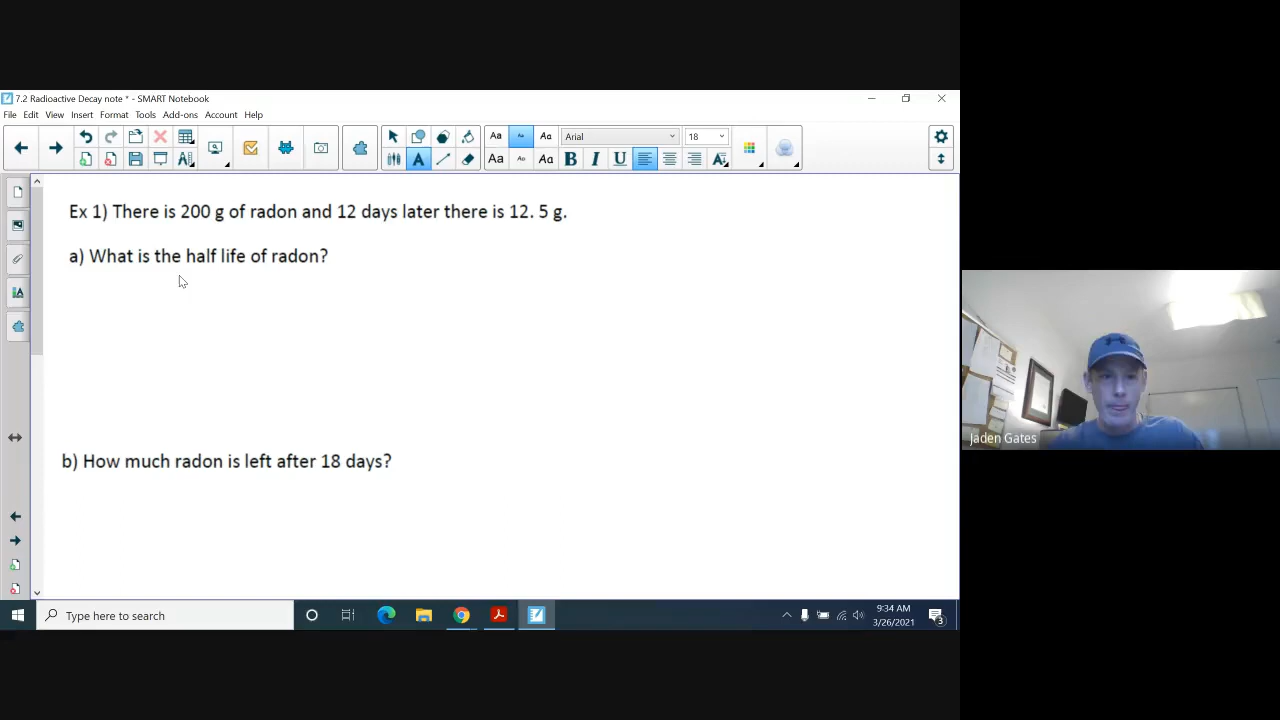 7.2 Radioactive Decay note * - SMART Notebook
File Edit View Insert Format Tools Add-ons Account Help
Aa Aa Aa Arial 18
A Aa Aa Aa B I U A
Ex 1) There is 200 g of radon and 12 days later there is 12. 5 g.
a) What is the half life of radon?
Jaden Gates
b) How much radon is left after 18 days?
Type here to search
9:34 AM
3/26/2021
3